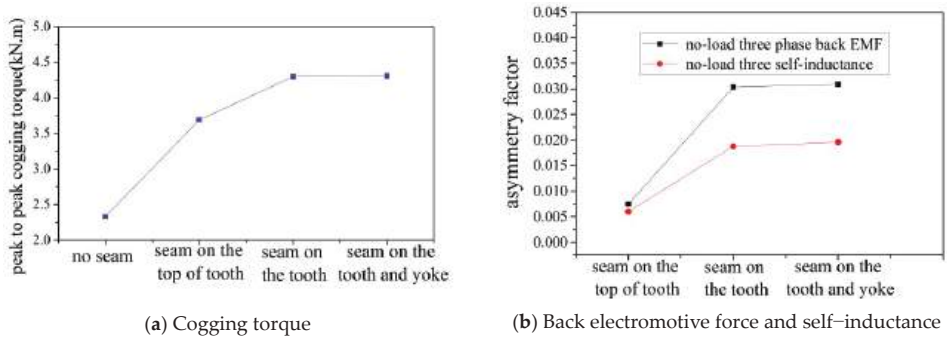 peak to peak cogging torque(kN.m)
5.0
4.5
4.0
3.5
3.0
2.5
2.0
no seam
seam on the
top of tooth
seam on
the tooth
seam on the
tooth and yoke
(a) Cogging torque
asymmetry factor
0.045
0.040
0.035
0.030
0.025
0.020
0.015
0.010
0.005
0.000
no-load three phase back EMF
no-load three self-inductance
seam on the
top of tooth
seam on
the tooth
seam on the
tooth and yoke
(b) Back electromotive force and self−inductance